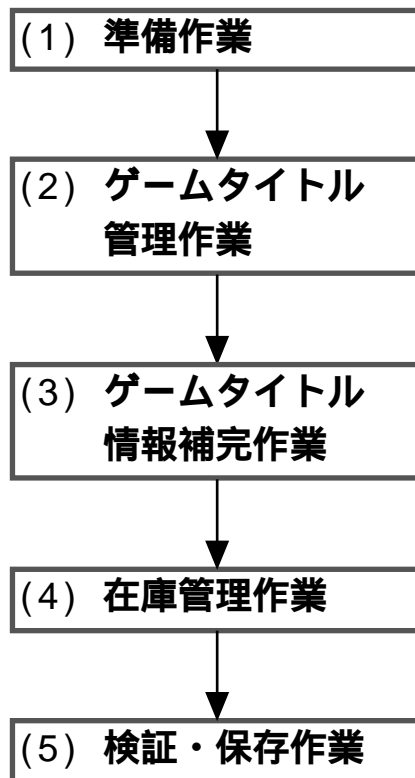 (1) 準備作業
(2) ゲームタイトル
管理作業
(3) ゲームタイトル
情報補完作業
(4) 在庫管理作業
(5) 検証・保存作業